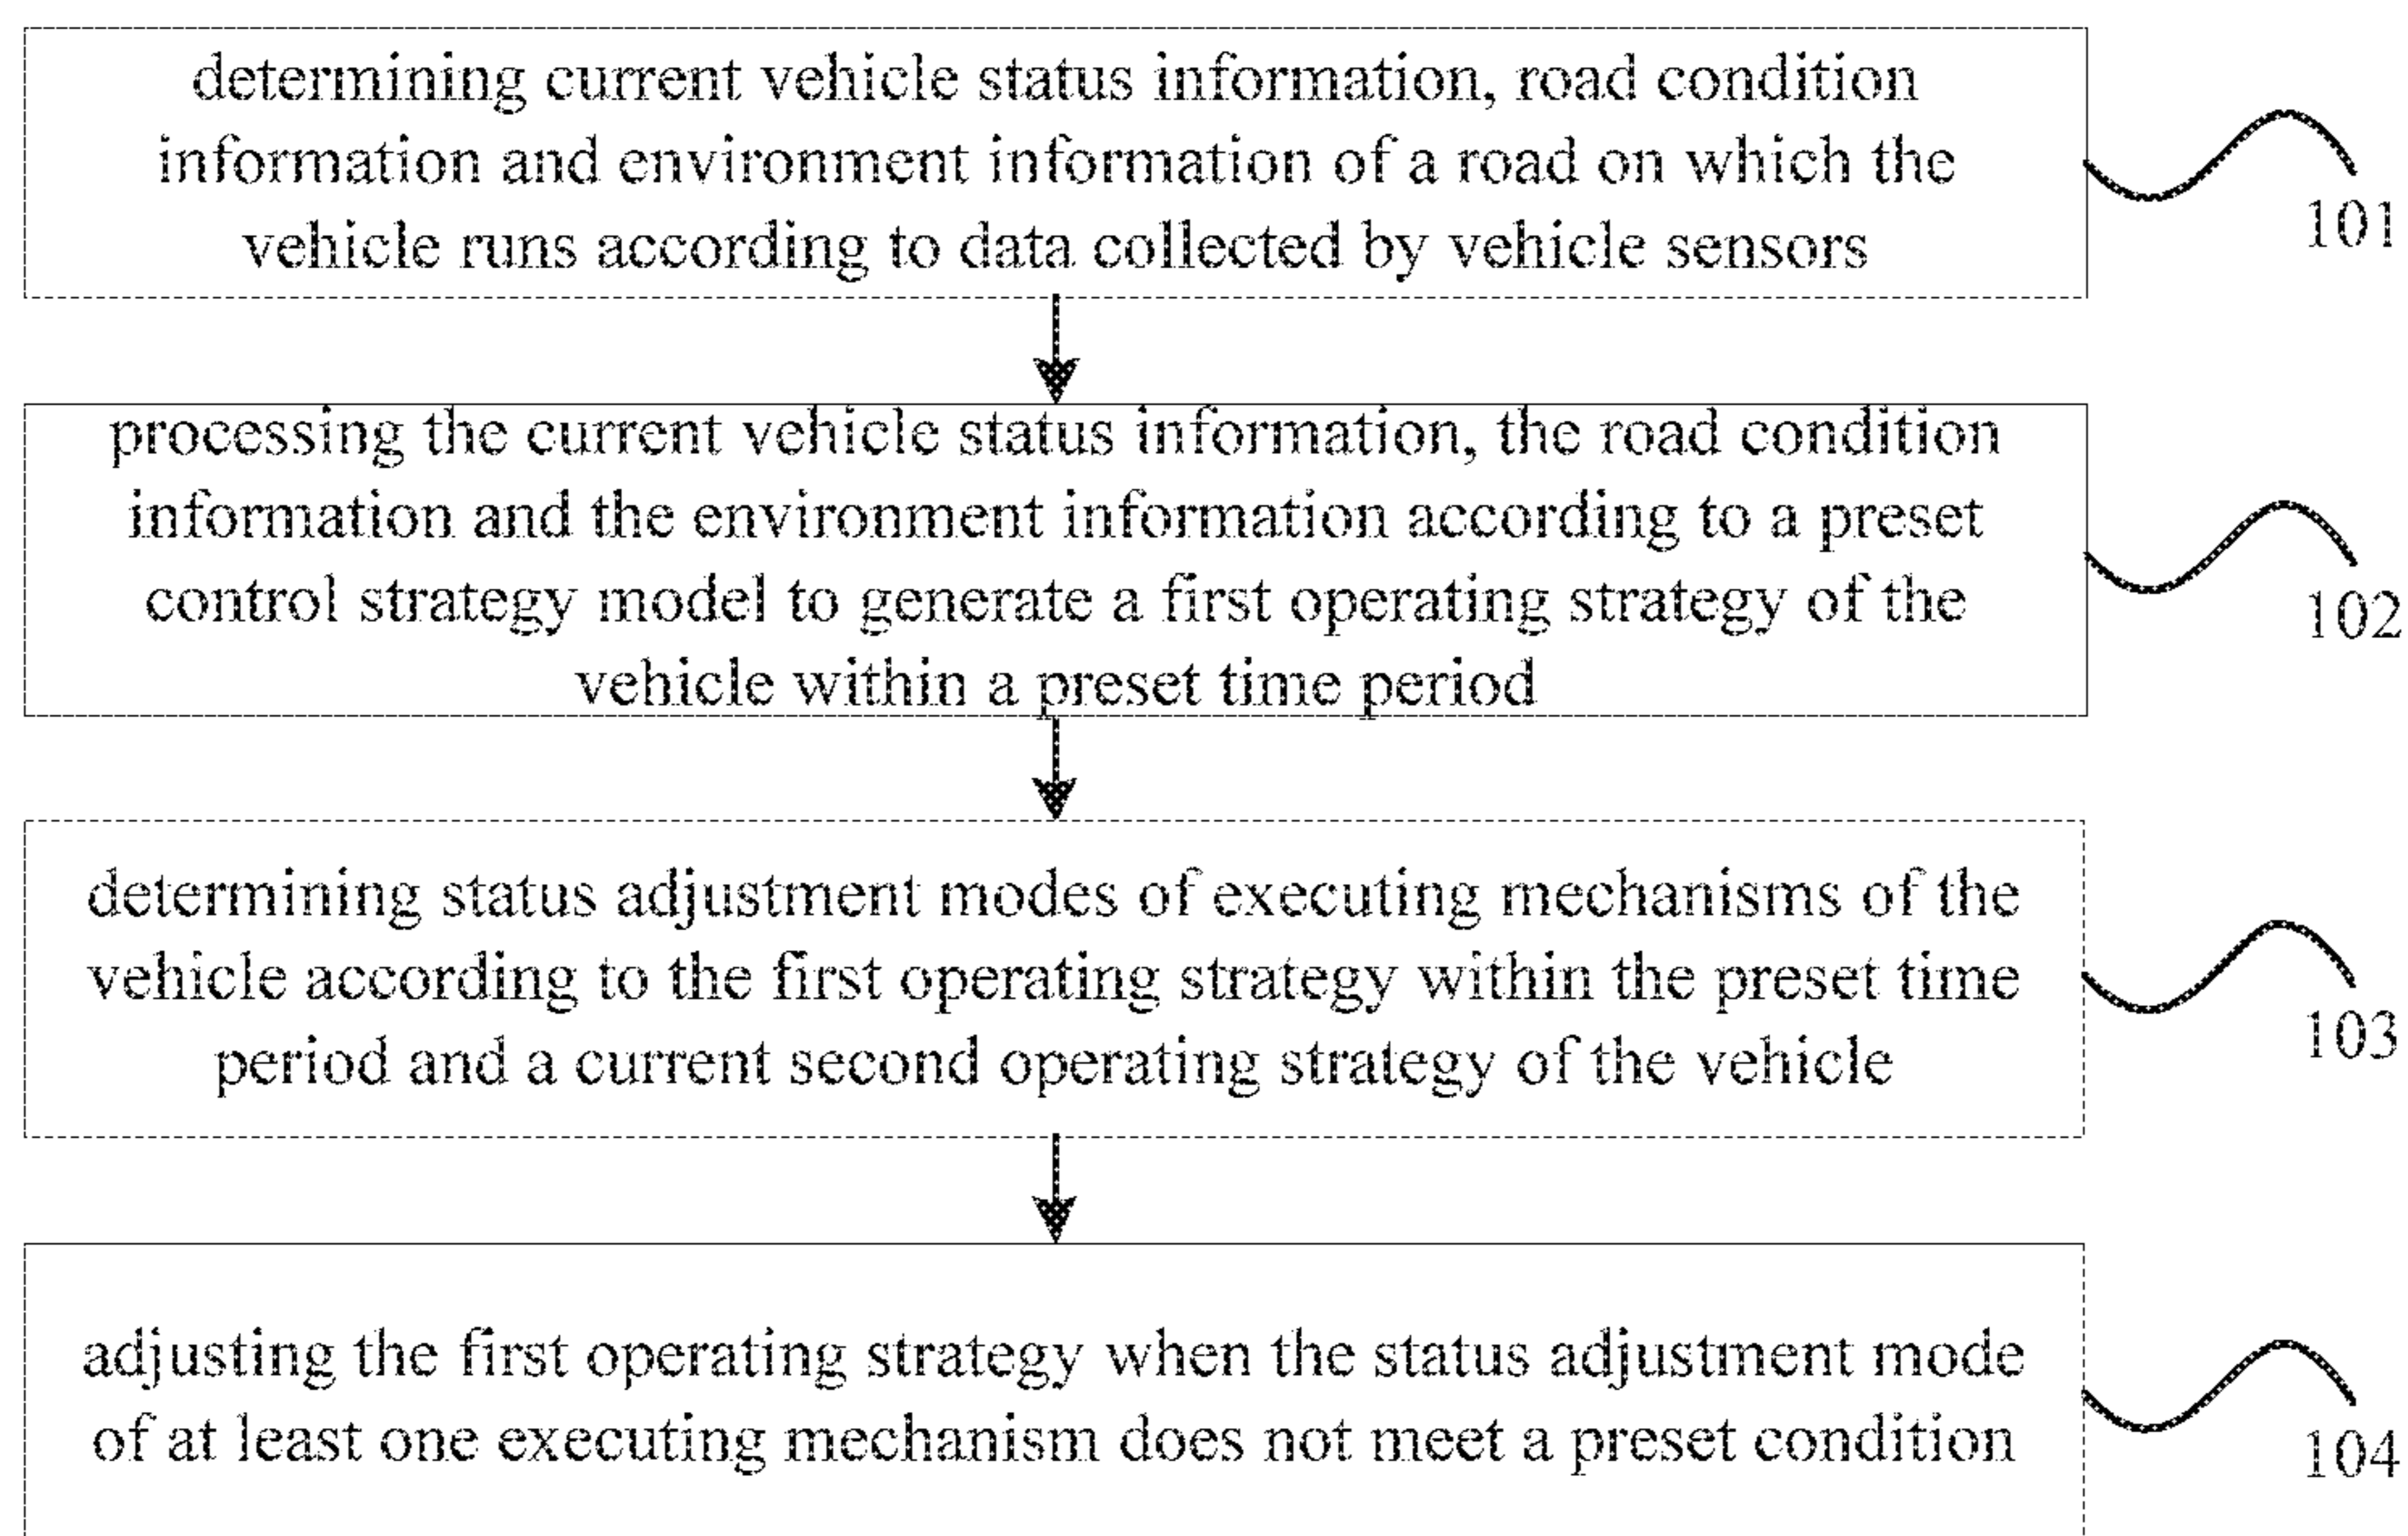 determining current vehicle status information, road condition
information and environment information of a road on which the
vehicle runs according to data collected by vehicle sensors
101
processing the current vehicle status information, the road condition
information and the environment information according to a preset
control strategy model to generate a first operating strategy of the
vehicle within a preset time period
102
determining status adjustment modes of executing mechanisms of the
vehicle according to the first operating strategy within the preset time
period and a current second operating strategy of the vehicle
103
adjusting the first operating strategy when the status adjustment mode
of at least one executing mechanism does not meet a preset condition
104